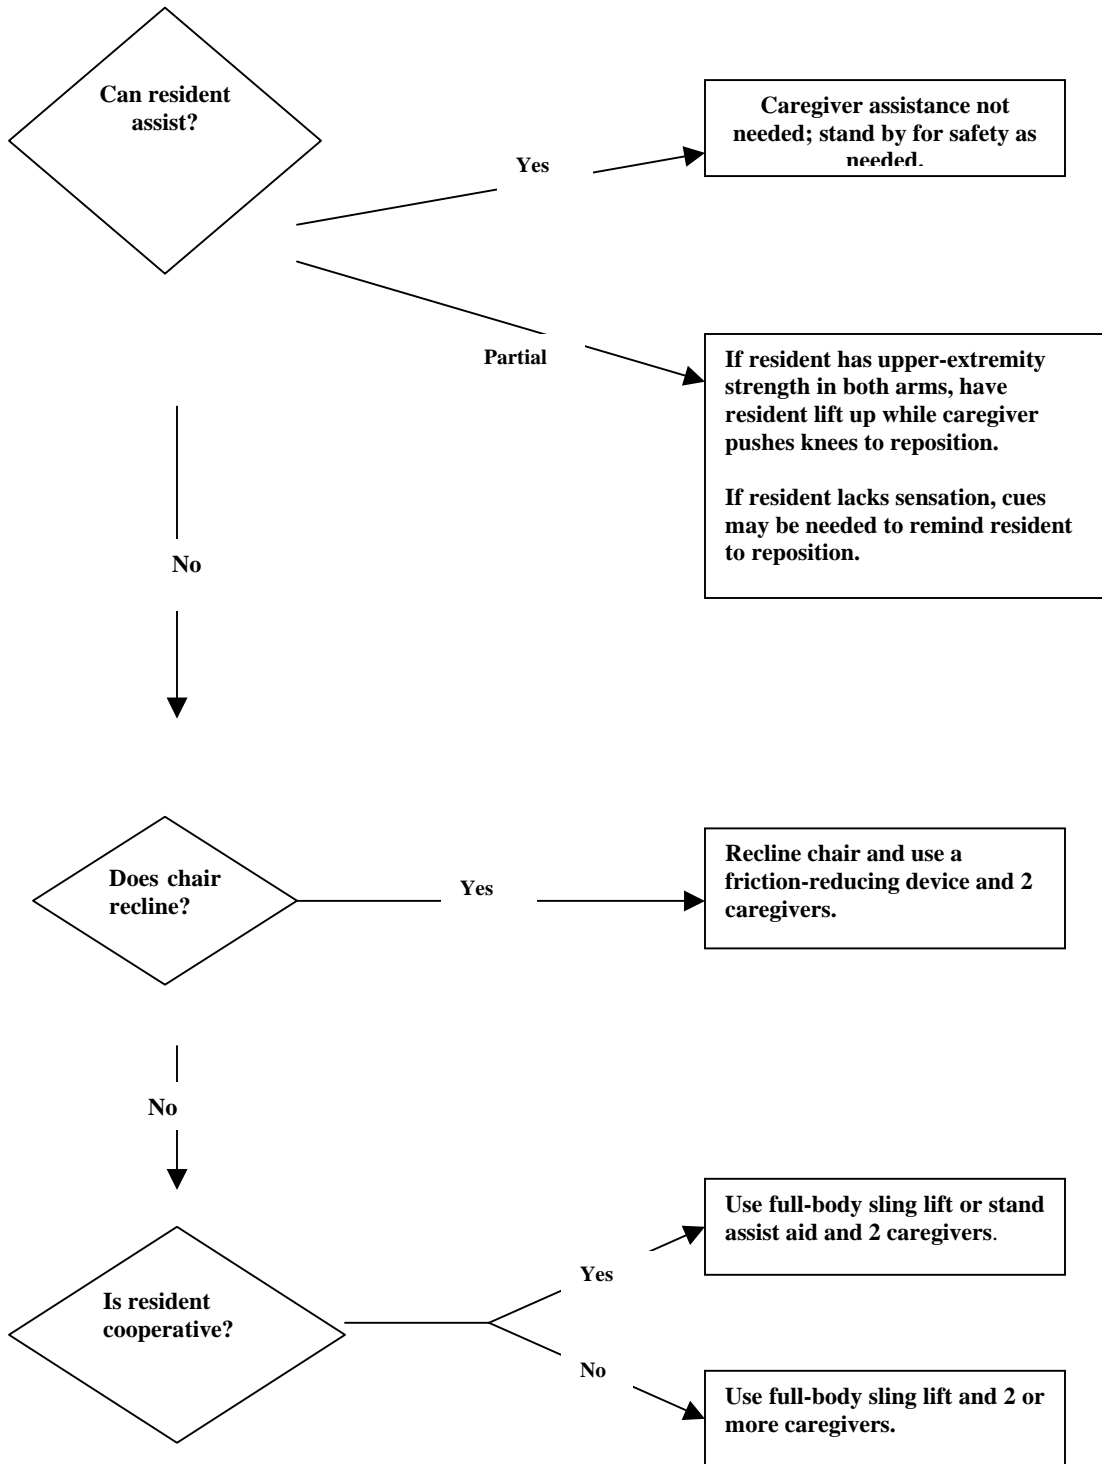 Can resident
assist?
Caregiver assistance not
needed; stand by for safety as
needed.
Yes
Partial
If resident has upper-extremity
strength in both arms, have
resident lift up while caregiver
pushes knees to reposition.
If resident lacks sensation, cues
may be needed to remind resident
to reposition.
No
Does chair
recline?
Yes
Recline chair and use a
friction-reducing device and 2
caregivers.
No
Use full-body sling lift or stand
assist aid and 2 caregivers.
Yes
Is resident
cooperative?
No
Use full-body sling lift and 2 or
more caregivers.